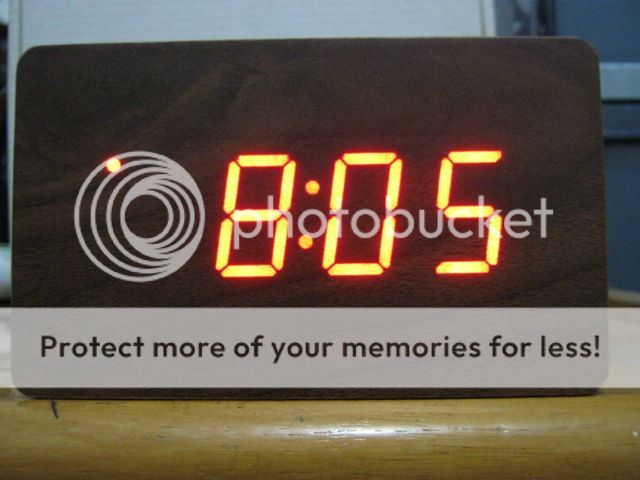 8:05
photobucket
Protect more of your memories for less!